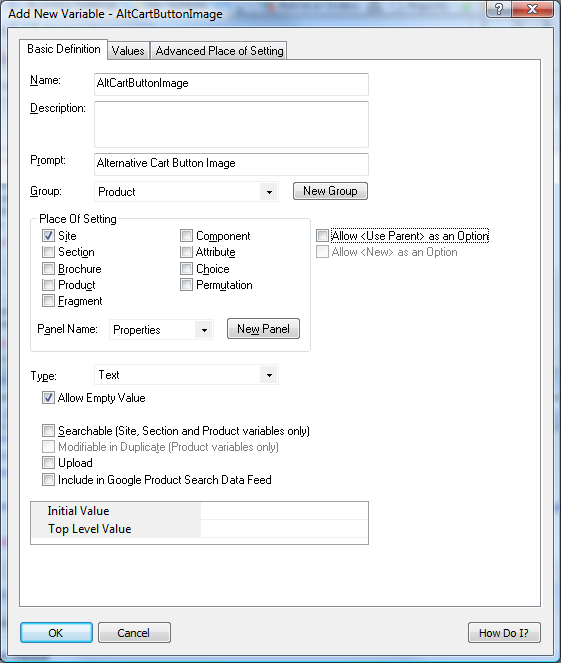 Add New Variable - AltCartButtonImage
Basic Definition Values Advanced Place of Setting
Name: AltCartButtonImage
Description:
Prompt: Alternative Cart Button Image
Group: Product New Group
Place Of Setting
Site Component Allow <Use Parent> as an Option
Section Attribute Allow <New> as an Option
Brochure Choice
Product Permutation
Fragment
Panel Name: Properties New Panel
Type: Text
Allow Empty Value
Searchable (Site, Section and Product variables only)
Modifiable in Duplicate (Product variables only)
Upload
Include in Google Product Search Data Feed
Initial Value
Top Level Value
OK Cancel How Do I?